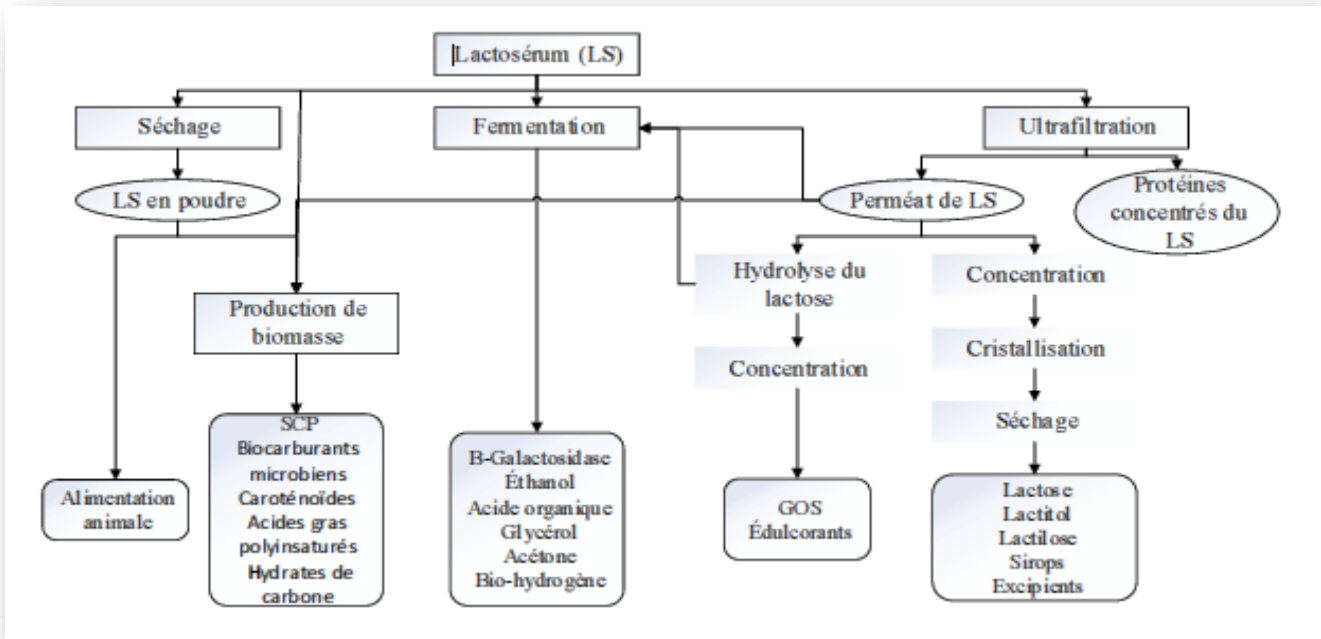 Lactosérum (LS)
Séchage
Fermentation
Ultrafiltration
LS en poudre
Perméat de LS
Protéines
concentrés du
LS
Hydrolyse du
lactose
Concentration
Production de
biomasse
Concentration
Cristallisation
Séchage
SCP
Biocarburants
microbiens
Caroténoïdes
Acides gras
polyinsaturés
Hydrates de
carbone
Alimentation
animale
B-Galactosidase
Éthanol
Acide organique
Glycérol
Acétone
Bio-hydrogène
GOS
Édulcorants
Lactose
Lactitol
Lactilose
Sirops
Excipients